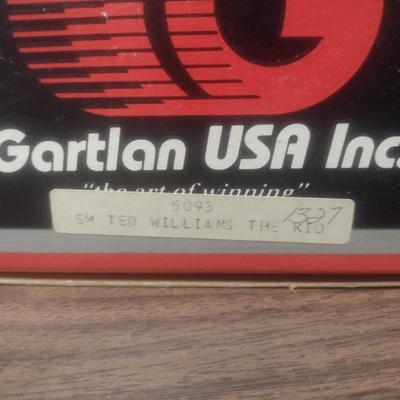 G
Gartlan USA Inc.
"the art of winning"
5093
1327
SM TED WILLIAMS THE KID